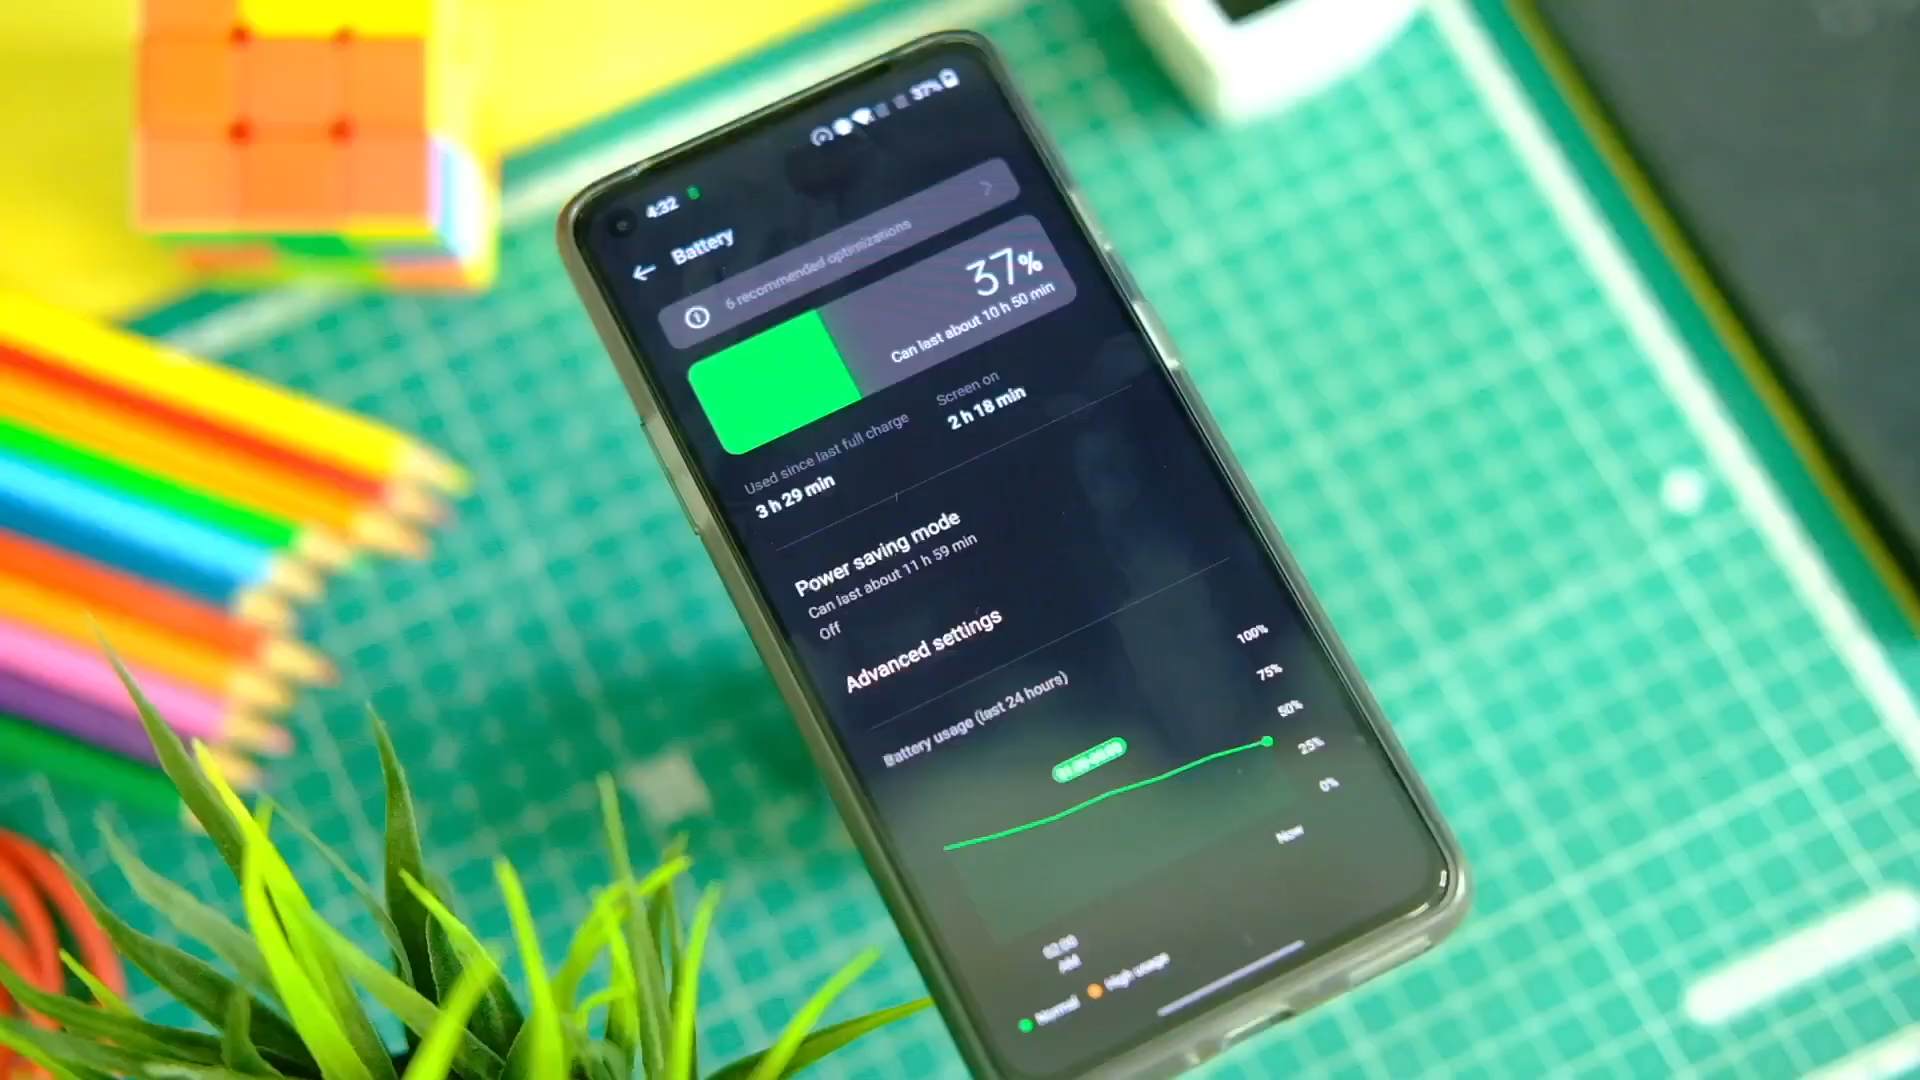 4:32
37%
Battery
6 recommended optimizations
37%
Can last about 10 h 50 min
Used since last full charge
3 h 29 min
Screen on
2 h 18 min
Power saving mode
Can last about 11 h 59 min
Off
Advanced settings
Battery usage (last 24 hours)
100%
75%
50%
25%
0%
Now
Normal
High usage